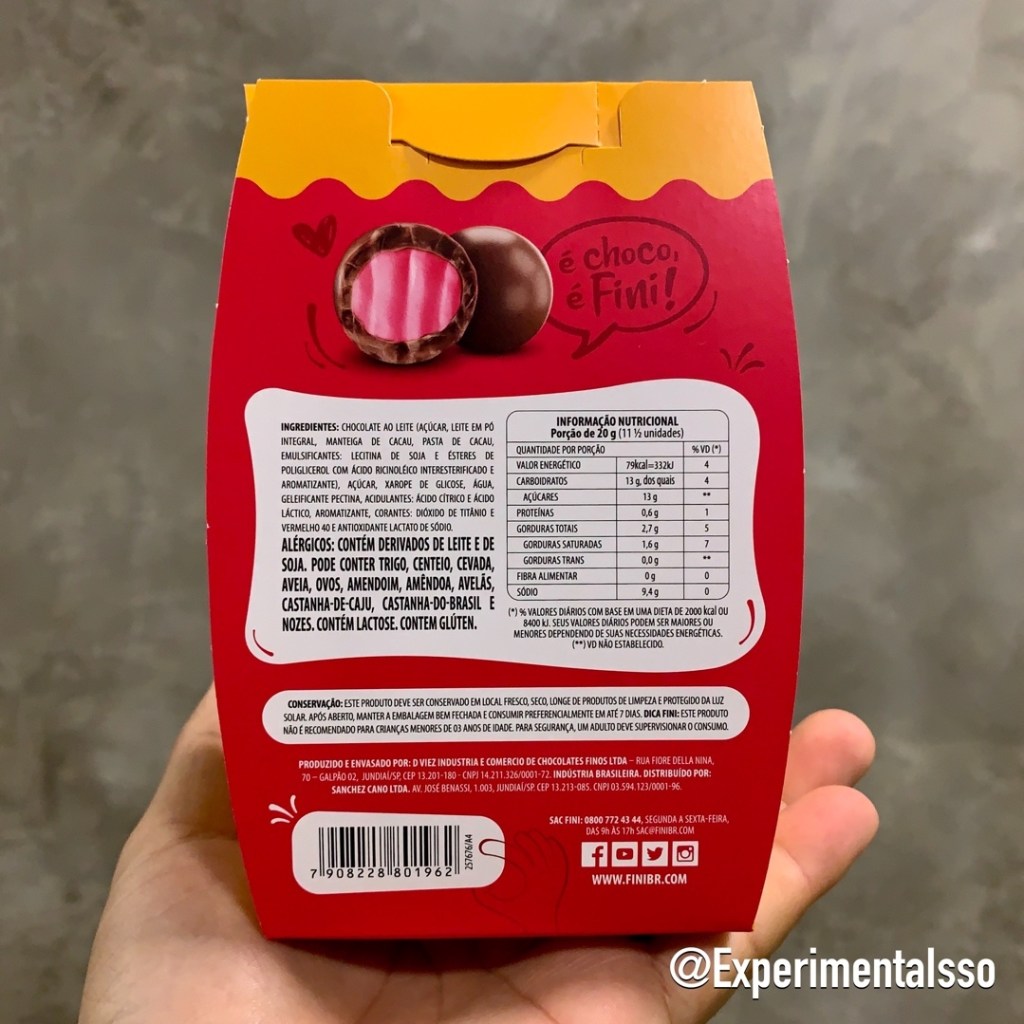 é choco,
é Fini!
INGREDIENTES: CHOCOLATE AO LEITE (AÇÚCAR, LEITE EM PÓ
INTEGRAL, MANTEIGA DE CACAU, PASTA DE CACAU,
EMULSIFICANTES: LECITINA DE SOJA E ÉSTERES DE
POLIGLICEROL COM ÁCIDO RICINOLÉICO INTERESTERIFICADO E
AROMATIZANTE), AÇÚCAR, XAROPE DE GLICOSE, ÁGUA,
GELEIFICANTE PECTINA, ACIDULANTES: ÁCIDO CÍTRICO E ÁCIDO
LÁCTICO, AROMATIZANTE, CORANTES: DIÓXIDO DE TITÂNIO E
VERMELHO 40 E ANTIOXIDANTE LACTATO DE SÓDIO.
ALÉRGICOS: CONTÉM DERIVADOS DE LEITE E DE
SOJA. PODE CONTER TRIGO, CENTEIO, CEVADA,
AVEIA, OVOS, AMENDOIM, AMÊNDOA, AVELÃS,
CASTANHA-DE-CAJU, CASTANHA-DO-BRASIL E
NOZES. CONTÉM LACTOSE. CONTEM GLÚTEN.
INFORMAÇÃO NUTRICIONAL
Porção de 20 g (11 ½ unidades)
QUANTIDADE POR PORÇÃO % VD (*)
VALOR ENERGÉTICO 79kcal=332kJ 4
CARBOIDRATOS 13 g, dos quais 4
AÇÚCARES 13 g **
PROTEÍNAS 0,6 g 1
GORDURAS TOTAIS 2,7 g 5
GORDURAS SATURADAS 1,6 g 7
GORDURAS TRANS 0,0 g **
FIBRA ALIMENTAR 0 g 0
SÓDIO 9,4 g 0
(*) % VALORES DIÁRIOS COM BASE EM UMA DIETA DE 2000 kcal OU
8400 kJ. SEUS VALORES DIÁRIOS PODEM SER MAIORES OU
MENORES DEPENDENDO DE SUAS NECESSIDADES ENERGÉTICAS.
(**) VD NÃO ESTABELECIDO.
CONSERVAÇÃO: ESTE PRODUTO DEVE SER CONSERVADO EM LOCAL FRESCO, SECO, LONGE DE PRODUTOS DE LIMPEZA E PROTEGIDO DA LUZ
SOLAR. APÓS ABERTO, MANTER A EMBALAGEM BEM FECHADA E CONSUMIR PREFERENCIALMENTE EM ATÉ 7 DIAS. DICA FINI: ESTE PRODUTO
NÃO É RECOMENDADO PARA CRIANÇAS MENORES DE 03 ANOS DE IDADE. PARA SEGURANÇA, UM ADULTO DEVE SUPERVISIONAR O CONSUMO.
PRODUZIDO E ENVASADO POR: D VIEZ INDUSTRIA E COMERCIO DE CHOCOLATES FINOS LTDA – RUA FIORE DELLA NINA,
70 – GALPÃO 02, JUNDIAÍ/SP, CEP 13.201-180 - CNPJ 14.211.326/0001-72. INDÚSTRIA BRASILEIRA. DISTRIBUÍDO POR:
SANCHEZ CANO LTDA. AV. JOSÉ BENASSI, 1.003, JUNDIAÍ/SP, CEP 13.213-085. CNPJ 03.594.123/0001-96.
SAC FINI: 0800 772 43 44, SEGUNDA A SEXTA-FEIRA,
DAS 9h ÀS 17h SAC@FINIBR.COM
WWW.FINIBR.COM
7 908228 801962
257676/A4
@ExperimentaIsso